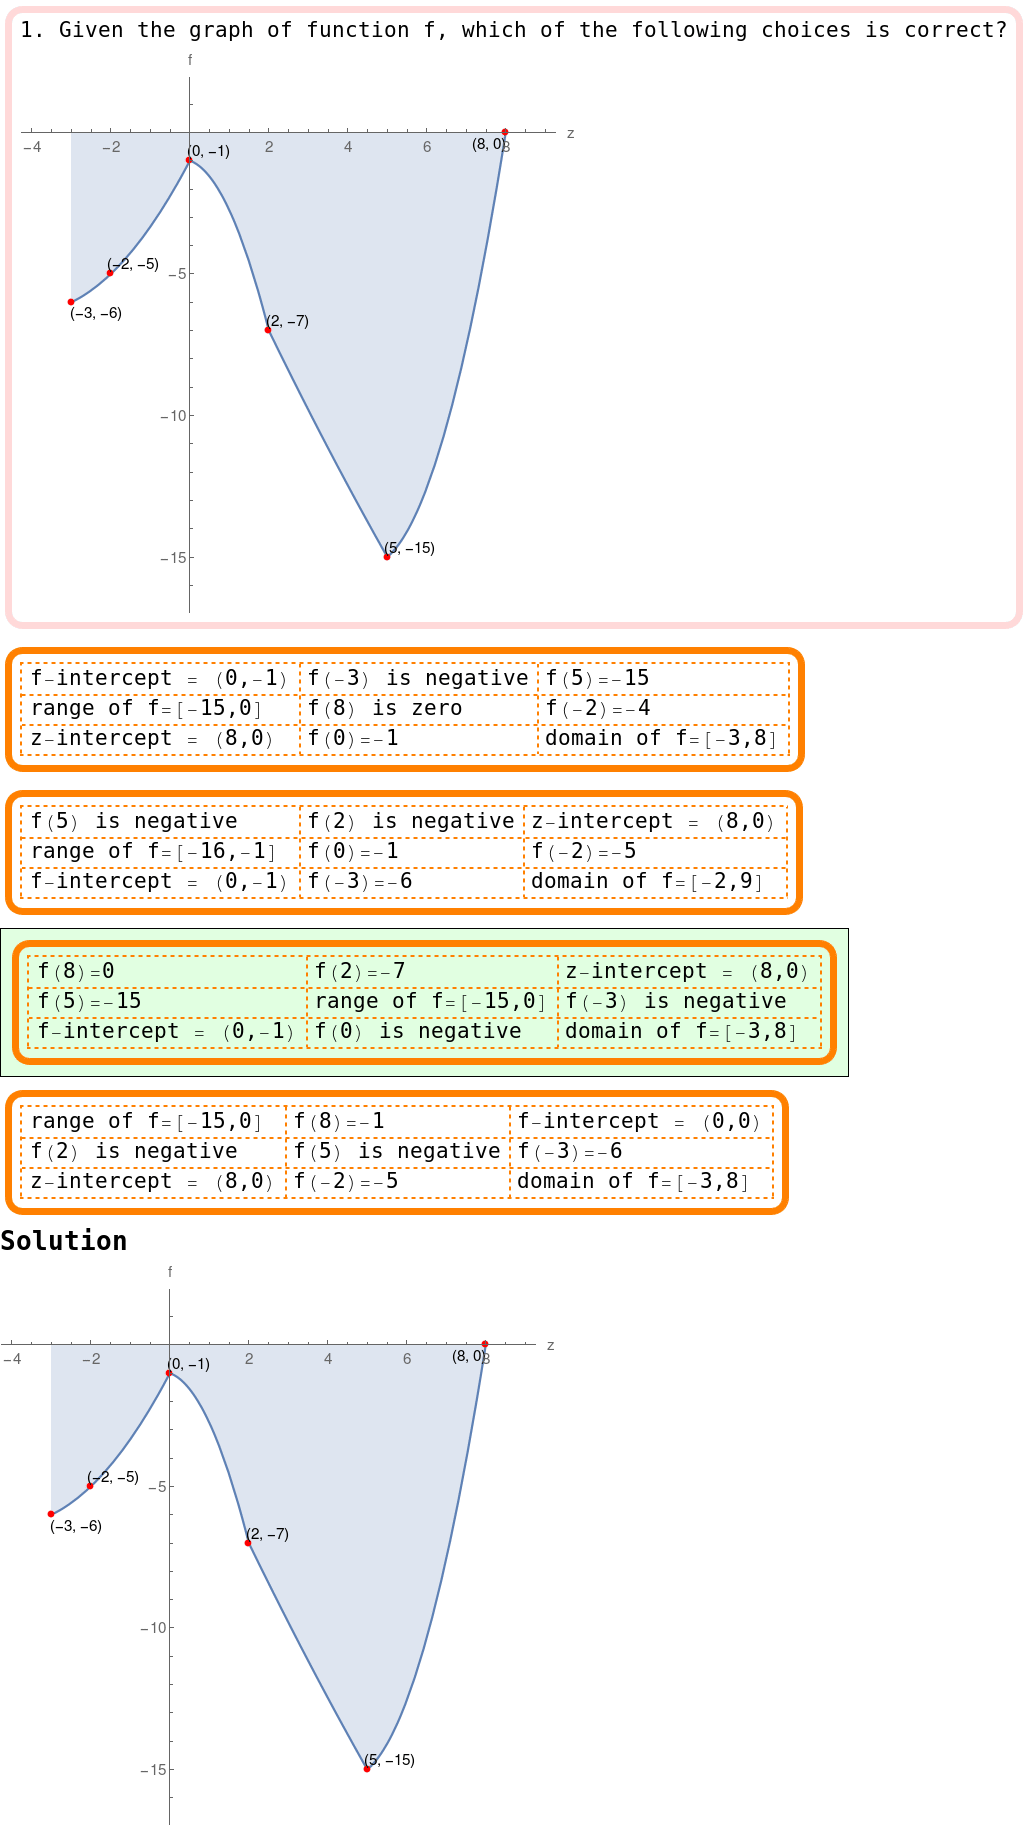 1. Given the graph of function f, which of the following choices is correct?
f
z
−4 −2 2 4 6 8
(0, −1)
(8, 0)
(−2, −5)
−5
(−3, −6)
(2, −7)
−10
(5, −15)
−15
f-intercept = (0,-1) f(-3) is negative f(5)=-15
range of f=[-15,0] f(8) is zero f(-2)=-4
z-intercept = (8,0) f(0)=-1 domain of f=[-3,8]
f(5) is negative f(2) is negative z-intercept = (8,0)
range of f=[-16,-1] f(0)=-1 f(-2)=-5
f-intercept = (0,-1) f(-3)=-6 domain of f=[-2,9]
f(8)=0 f(2)=-7 z-intercept = (8,0)
f(5)=-15 range of f=[-15,0] f(-3) is negative
f-intercept = (0,-1) f(0) is negative domain of f=[-3,8]
range of f=[-15,0] f(8)=-1 f-intercept = (0,0)
f(2) is negative f(5) is negative f(-3)=-6
z-intercept = (8,0) f(-2)=-5 domain of f=[-3,8]
Solution
f
z
−4 −2 2 4 6 8
(0, −1)
(8, 0)
(−2, −5)
−5
(−3, −6)
(2, −7)
−10
(5, −15)
−15